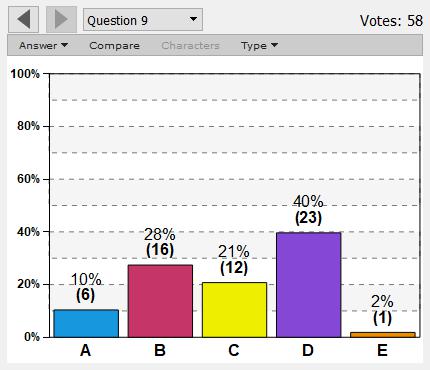 Question 9
Votes: 58
Answer
Compare
Characters
Type
100%
80%
60%
40%
20%
0%
10%
(6)
28%
(16)
21%
(12)
40%
(23)
2%
(1)
A B C D E